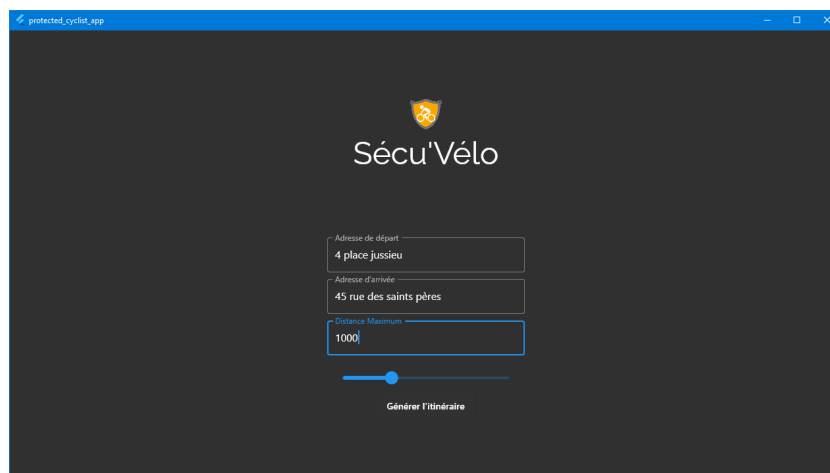 protected_cyclist_app
Sécu'Vélo
Adresse de départ
4 place jussieu
Adresse d'arrivée
45 rue des saints pères
Distance Maximum
1000
Générer l'itinéraire